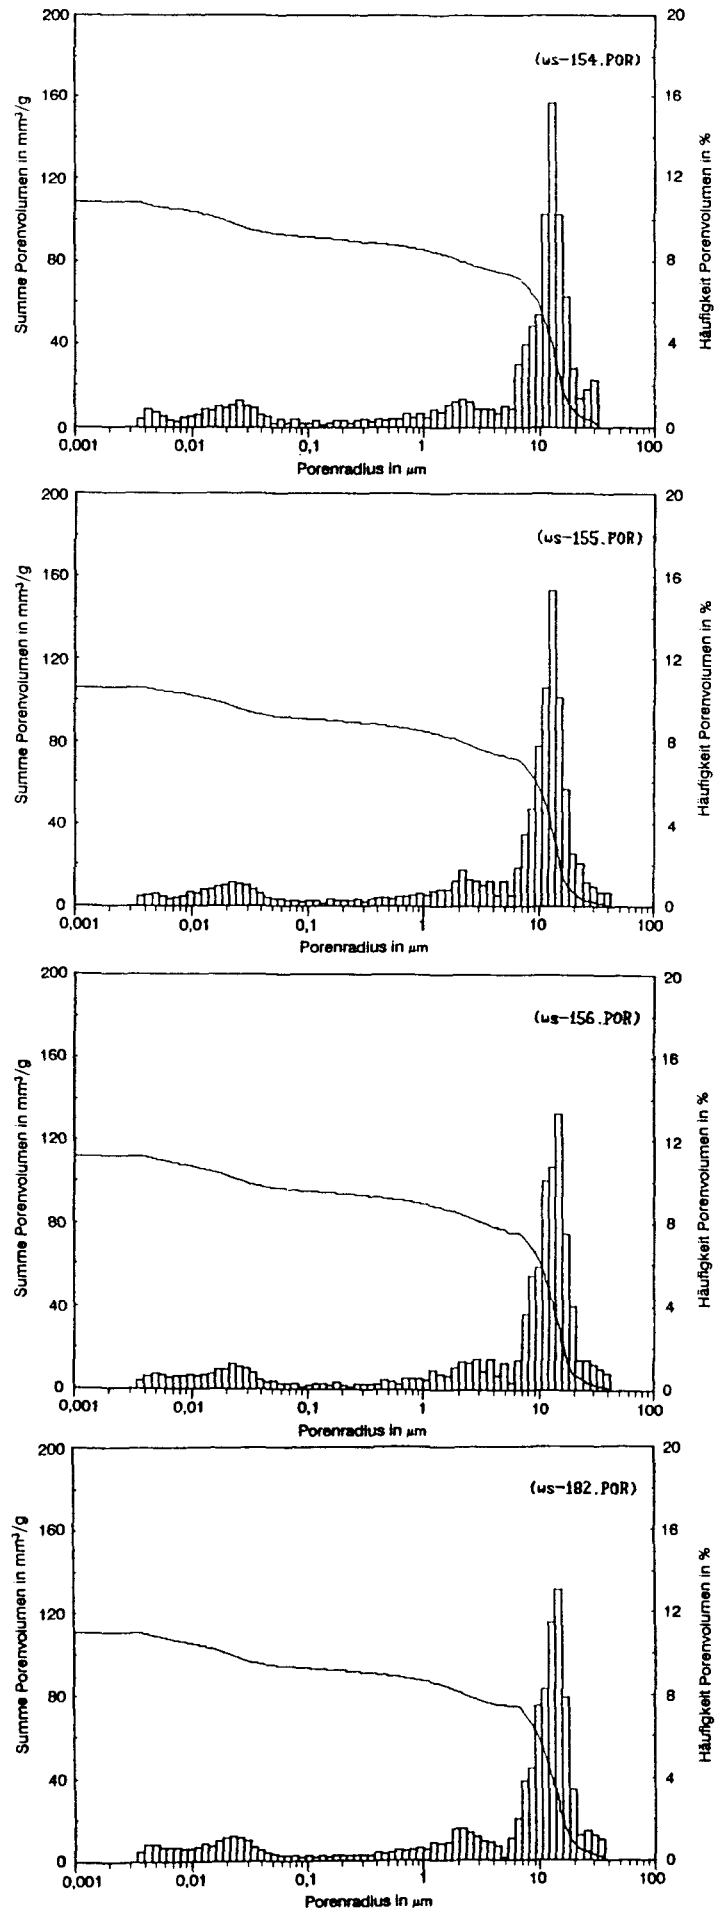 200
160
120
80
40
0
Summe Porenvolumen in mm³/g
(ws-154.POR)
20
16
12
8
4
0
Häufigkeit Porenvolumen in %
0,001 0,01 0,1 1 10 100
Porenradius in µm
200
160
120
80
40
0
Summe Porenvolumen in mm³/g
(ws-155.POR)
20
16
12
8
4
0
Häufigkeit Porenvolumen in %
0,001 0,01 0,1 1 10 100
Porenradius in µm
200
160
120
80
40
0
Summe Porenvolumen in mm³/g
(ws-156.POR)
20
16
12
8
4
0
Häufigkeit Porenvolumen in %
0,001 0,01 0,1 1 10 100
Porenradius in µm
200
160
120
80
40
0
Summe Porenvolumen in mm³/g
(ws-182.POR)
20
16
12
8
4
0
Häufigkeit Porenvolumen in %
0,001 0,01 0,1 1 10 100
Porenradius in µm